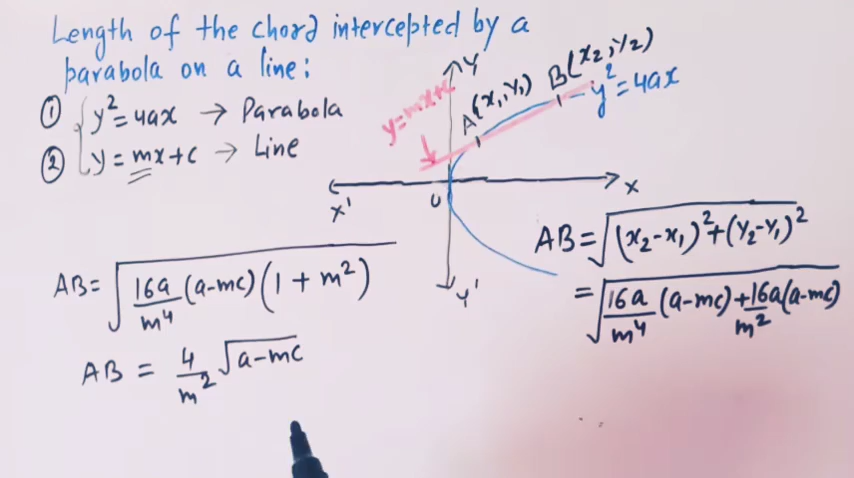 Length of the chord intercepted by a
parabola on a line:
① y² = 4ax → Parabola
② y = mx + c → Line
y=mx+c
A(x₁,y₁)
B(x₂,y₂)
y² = 4ax
Y
X'
O
X
Y'
AB = √((x₂-x₁)²+(y₂-y₁)²)
= √(16a/m⁴ (a-mc) + 16a/m² (a-mc))
AB = √(16a/m⁴ (a-mc)(1 + m²))
AB = 4/m² √(a-mc)